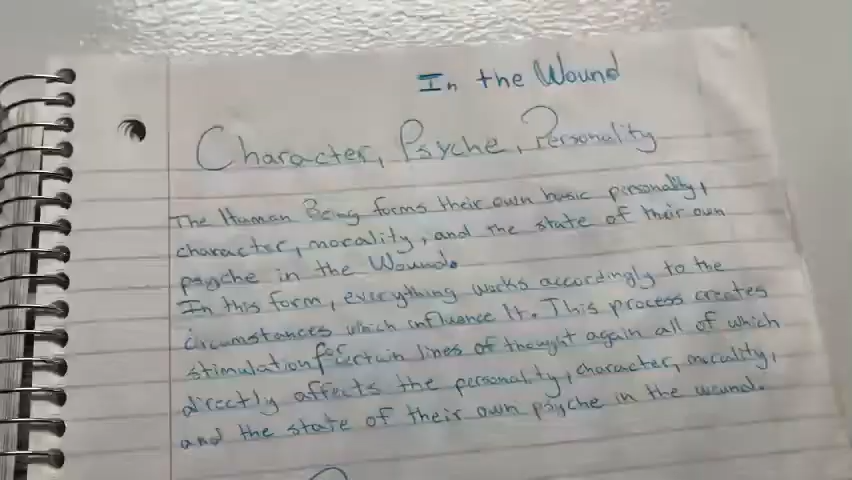 In the Wound
Character, Psyche, Personality
The Human Being forms their own basic personality,
character, morality, and the state of their own
psyche in the Wound.
In this form, everything works accordingly to the
circumstances which influence It. This process creates
stimulation for certain lines of thought again all of which
directly affects the personality, character, morality,
and the state of their own psyche in the wound.